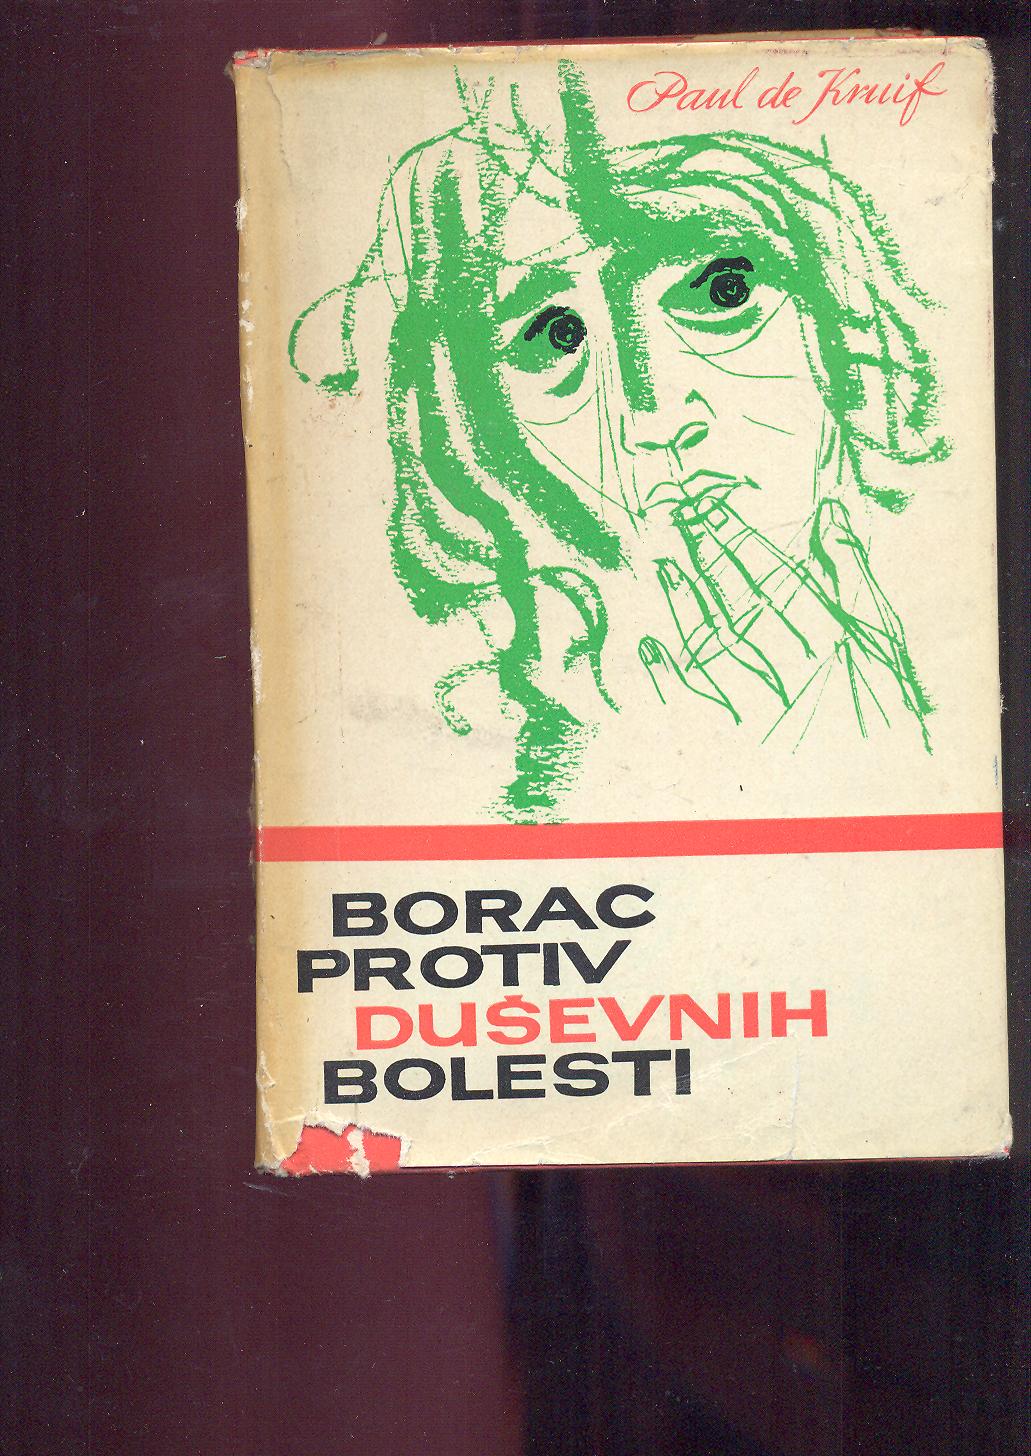 Paul de Kruif
BORAC
PROTIV
DUŠEVNIH
BOLESTI